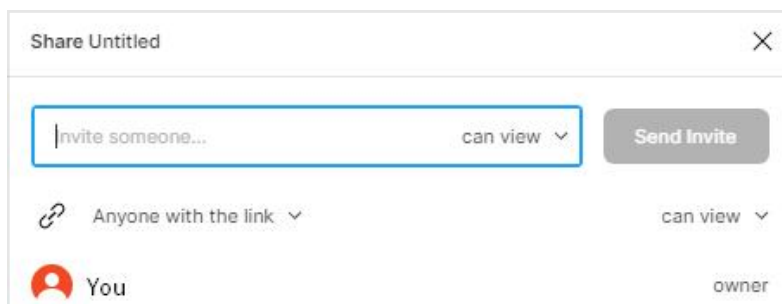 Share Untitled
Invite someone... can view Send Invite
Anyone with the link can view
You owner